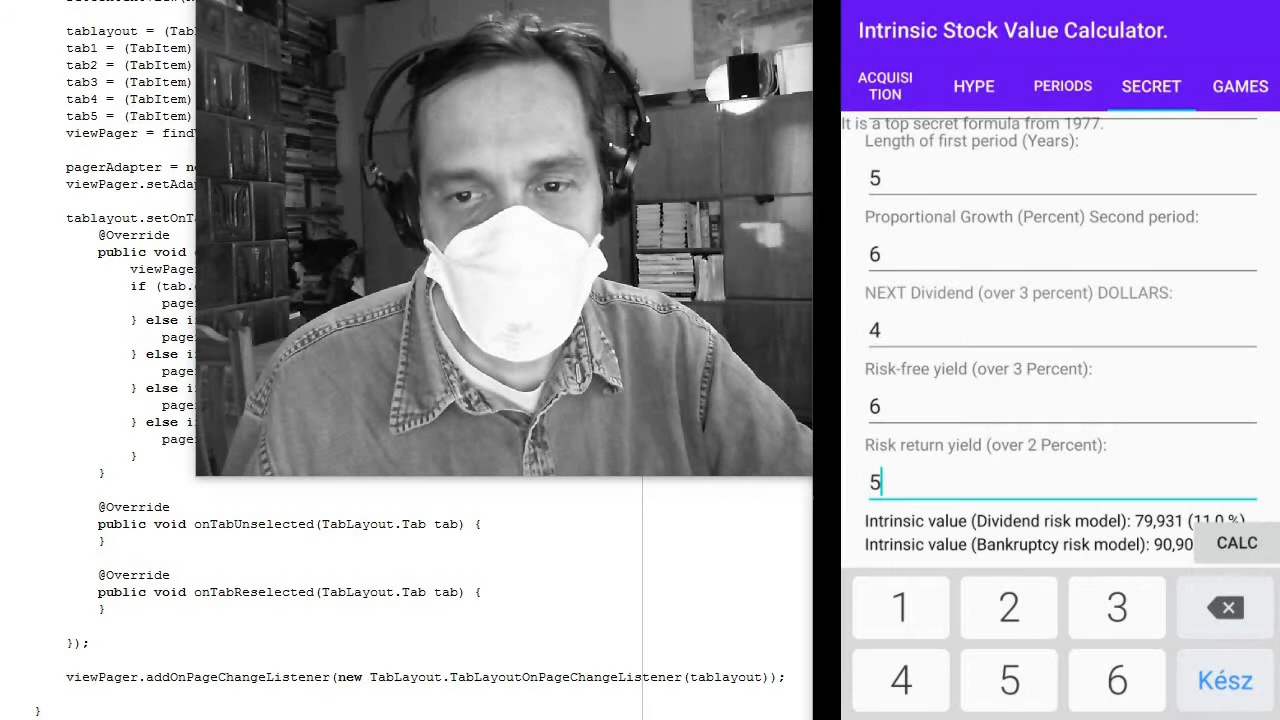 tablayout = (Tab
tab1 = (TabItem)
tab2 = (TabItem)
tab3 = (TabItem)
tab4 = (TabItem)
tab5 = (TabItem)
viewPager = find
pagerAdapter =
viewPager.setAda
tablayout.setOnT
@Override
public void
viewPage
if (tab.
page
} else i
page
} else i
page
} else i
page
} else i
page
}
}
@Override
public void onTabUnselected(TabLayout.Tab tab) {
}
@Override
public void onTabReselected(TabLayout.Tab tab) {
}
});
viewPager.addOnPageChangeListener(new TabLayout.TabLayoutOnPageChangeListener(tablayout));
}
Intrinsic Stock Value Calculator.
ACQUISI
TION
HYPE
PERIODS
SECRET
GAMES
It is a top secret formula from 1977.
Length of first period (Years):
5
Proportional Growth (Percent) Second period:
6
NEXT Dividend (over 3 percent) DOLLARS:
4
Risk-free yield (over 3 Percent):
6
Risk return yield (over 2 Percent):
5
Intrinsic value (Dividend risk model): 79,931 (11.0 %)
Intrinsic value (Bankruptcy risk model): 90,90
CALC
1 2 3
4 5 6 Kész